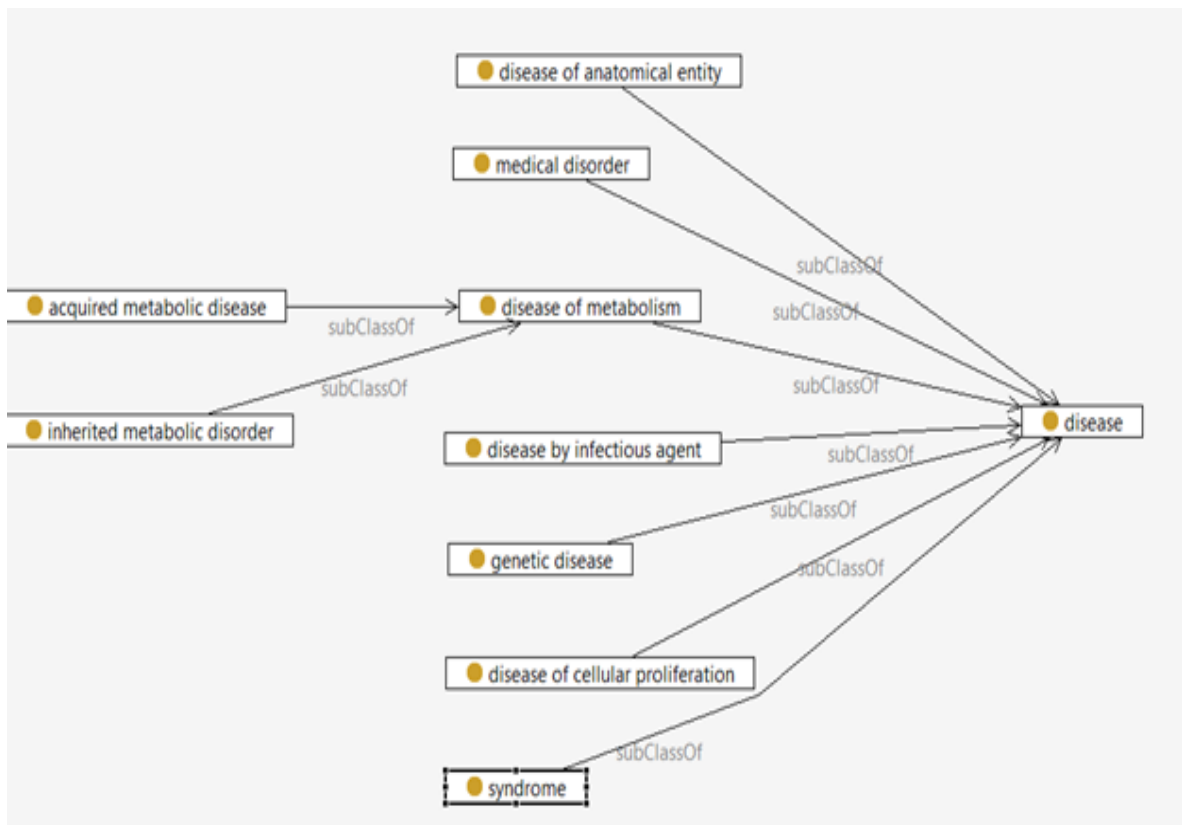 disease of anatomical entity
medical disorder
subClassOf
acquired metabolic disease
disease of metabolism
subClassOf
subClassOf
subClassOf
subClassOf
disease
inherited metabolic disorder
disease by infectious agent
subClassOf
subClassOf
genetic disease
subClassOf
disease of cellular proliferation
subClassOf
syndrome